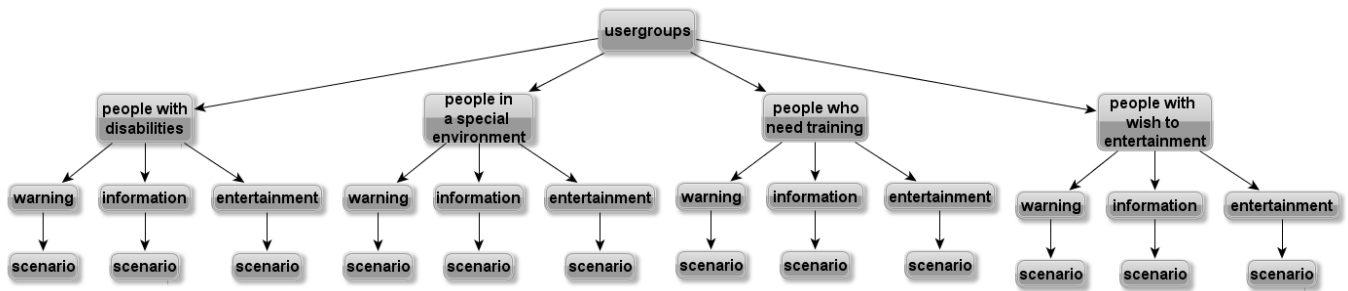 usergroups
people with
disabilities
people in
a special
environment
people who
need training
people with
wish to
entertainment
warning
information
entertainment
warning
information
entertainment
warning
information
entertainment
warning
information
entertainment
scenario
scenario
scenario
scenario
scenario
scenario
scenario
scenario
scenario
scenario
scenario
scenario